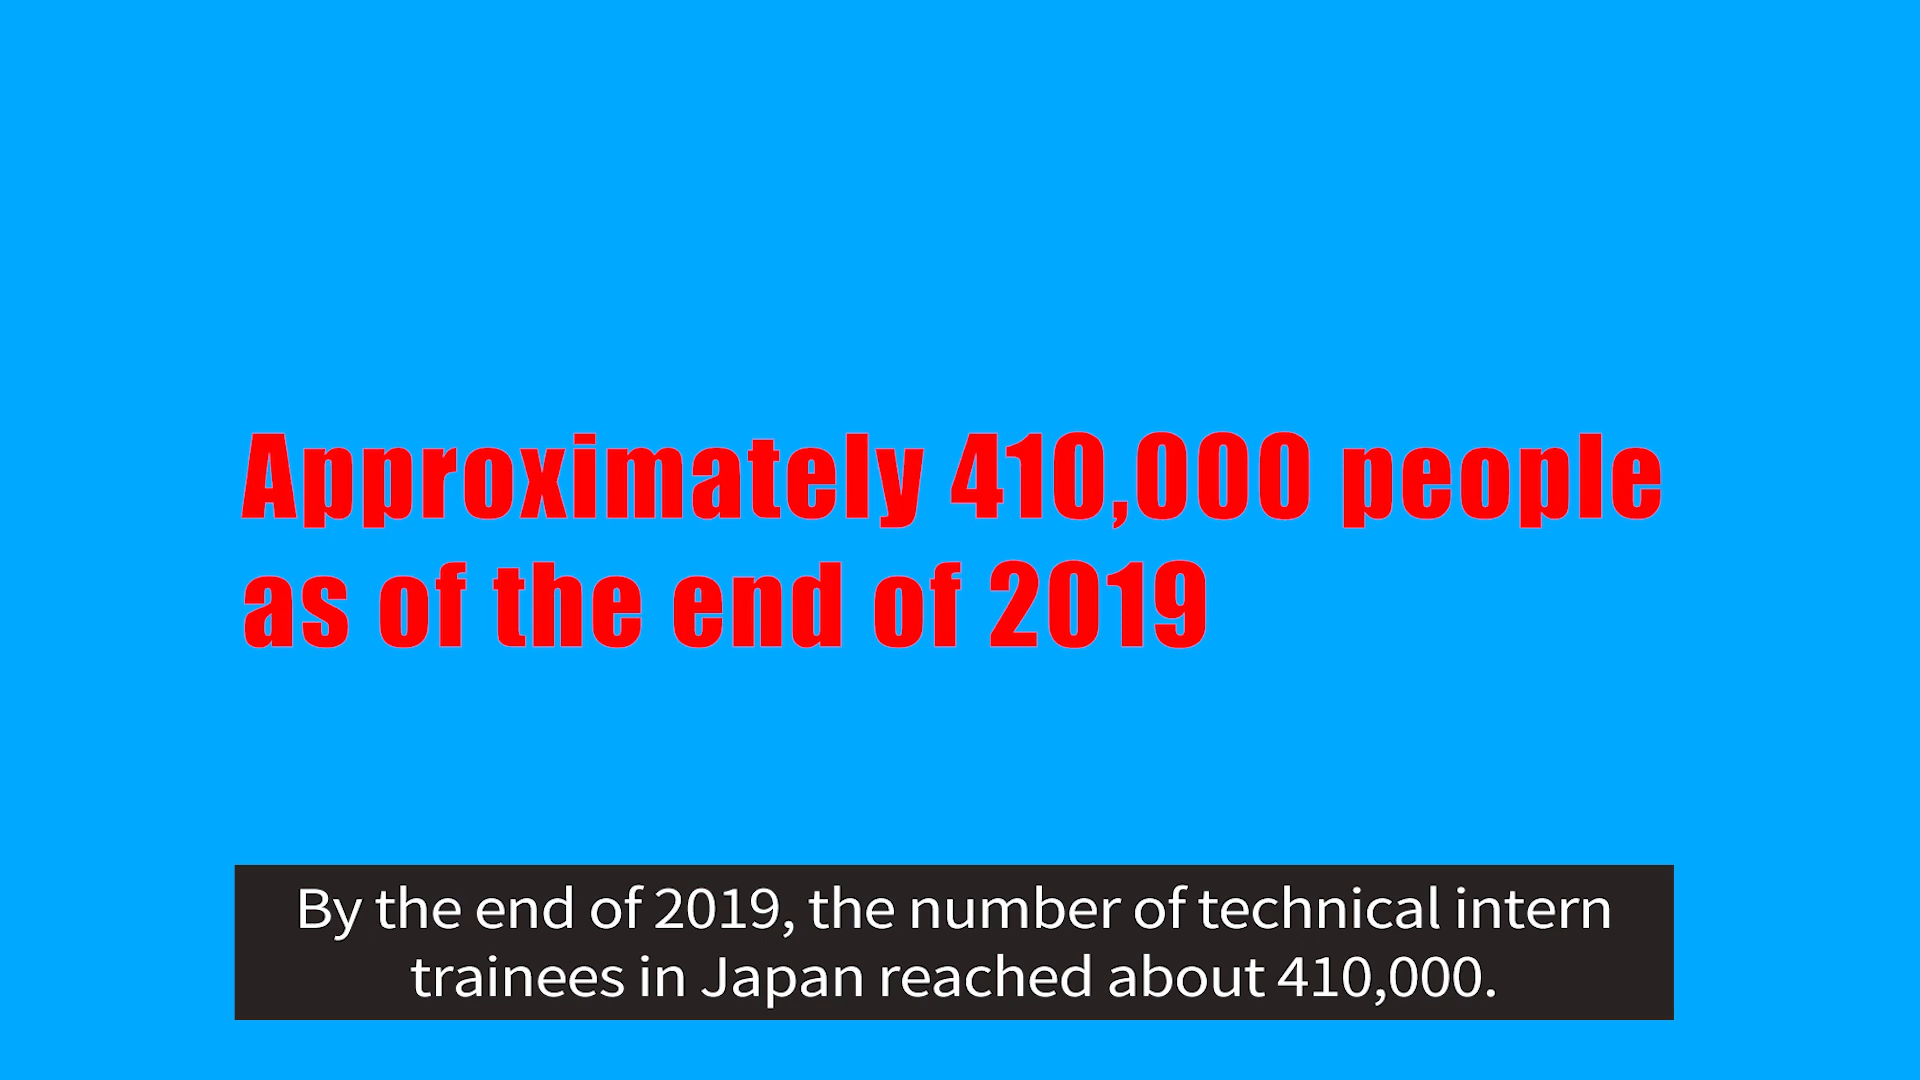 Approximately 410,000 people
as of the end of 2019
By the end of 2019, the number of technical intern
trainees in Japan reached about 410,000.